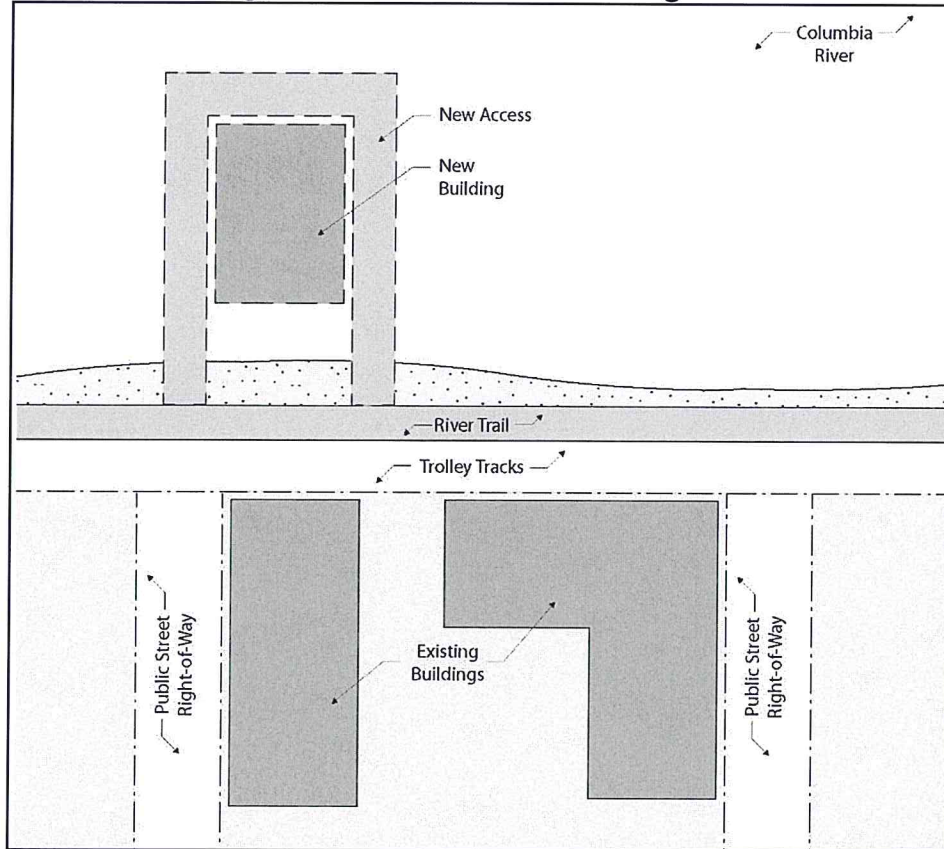 Columbia
River
New Access
New
Building
River Trail
Trolley Tracks
Public Street
Right-of-Way
Existing
Buildings
Public Street
Right-of-Way